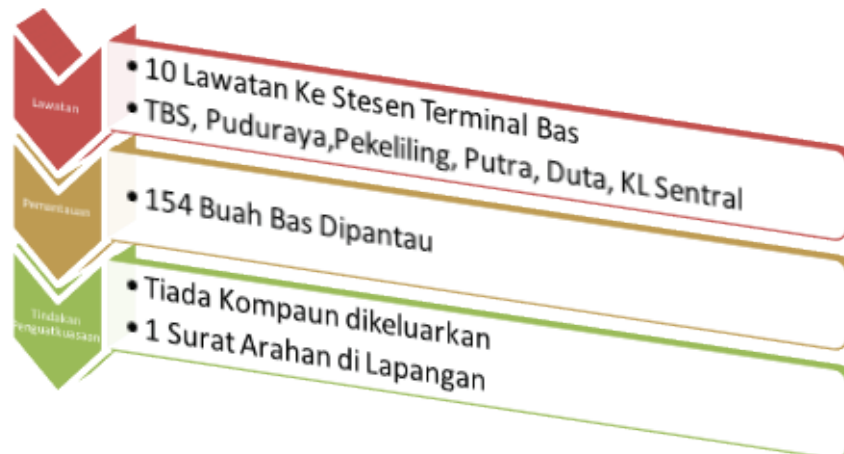 Lawatan
• 10 Lawatan Ke Stesen Terminal Bas
• TBS, Puduraya,Pekeliling, Putra, Duta, KL Sentral
Pemantauan
• 154 Buah Bas Dipantau
Tindakan
Penguatkuasaan
• Tiada Kompaun dikeluarkan
• 1 Surat Arahan di Lapangan